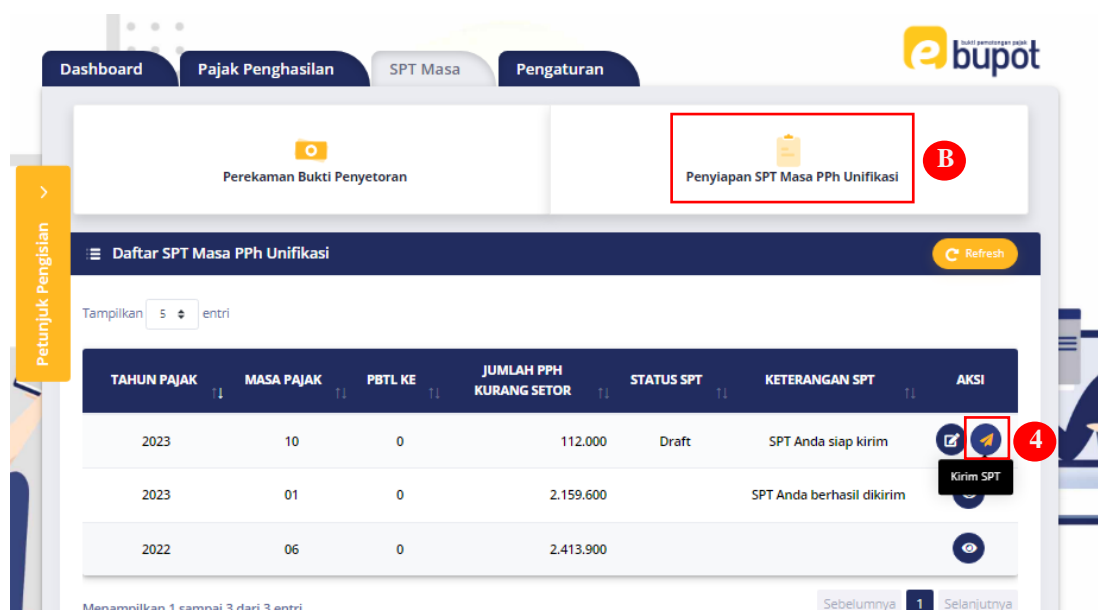 bukti pemotongan pajak
e bupot
Dashboard Pajak Penghasilan SPT Masa Pengaturan
Perekaman Bukti Penyetoran
Penyiapan SPT Masa PPh Unifikasi
B
Petunjuk Pengisian
Daftar SPT Masa PPh Unifikasi
Refresh
Tampilkan 5 entri
TAHUN PAJAK MASA PAJAK PBTL KE JUMLAH PPH KURANG SETOR STATUS SPT KETERANGAN SPT AKSI
2023 10 0 112.000 Draft SPT Anda siap kirim
4
Kirim SPT
2023 01 0 2.159.600 SPT Anda berhasil dikirim
2022 06 0 2.413.900
Menampilkan 1 sampai 3 dari 3 entri
Sebelumnya 1 Selanjutnya